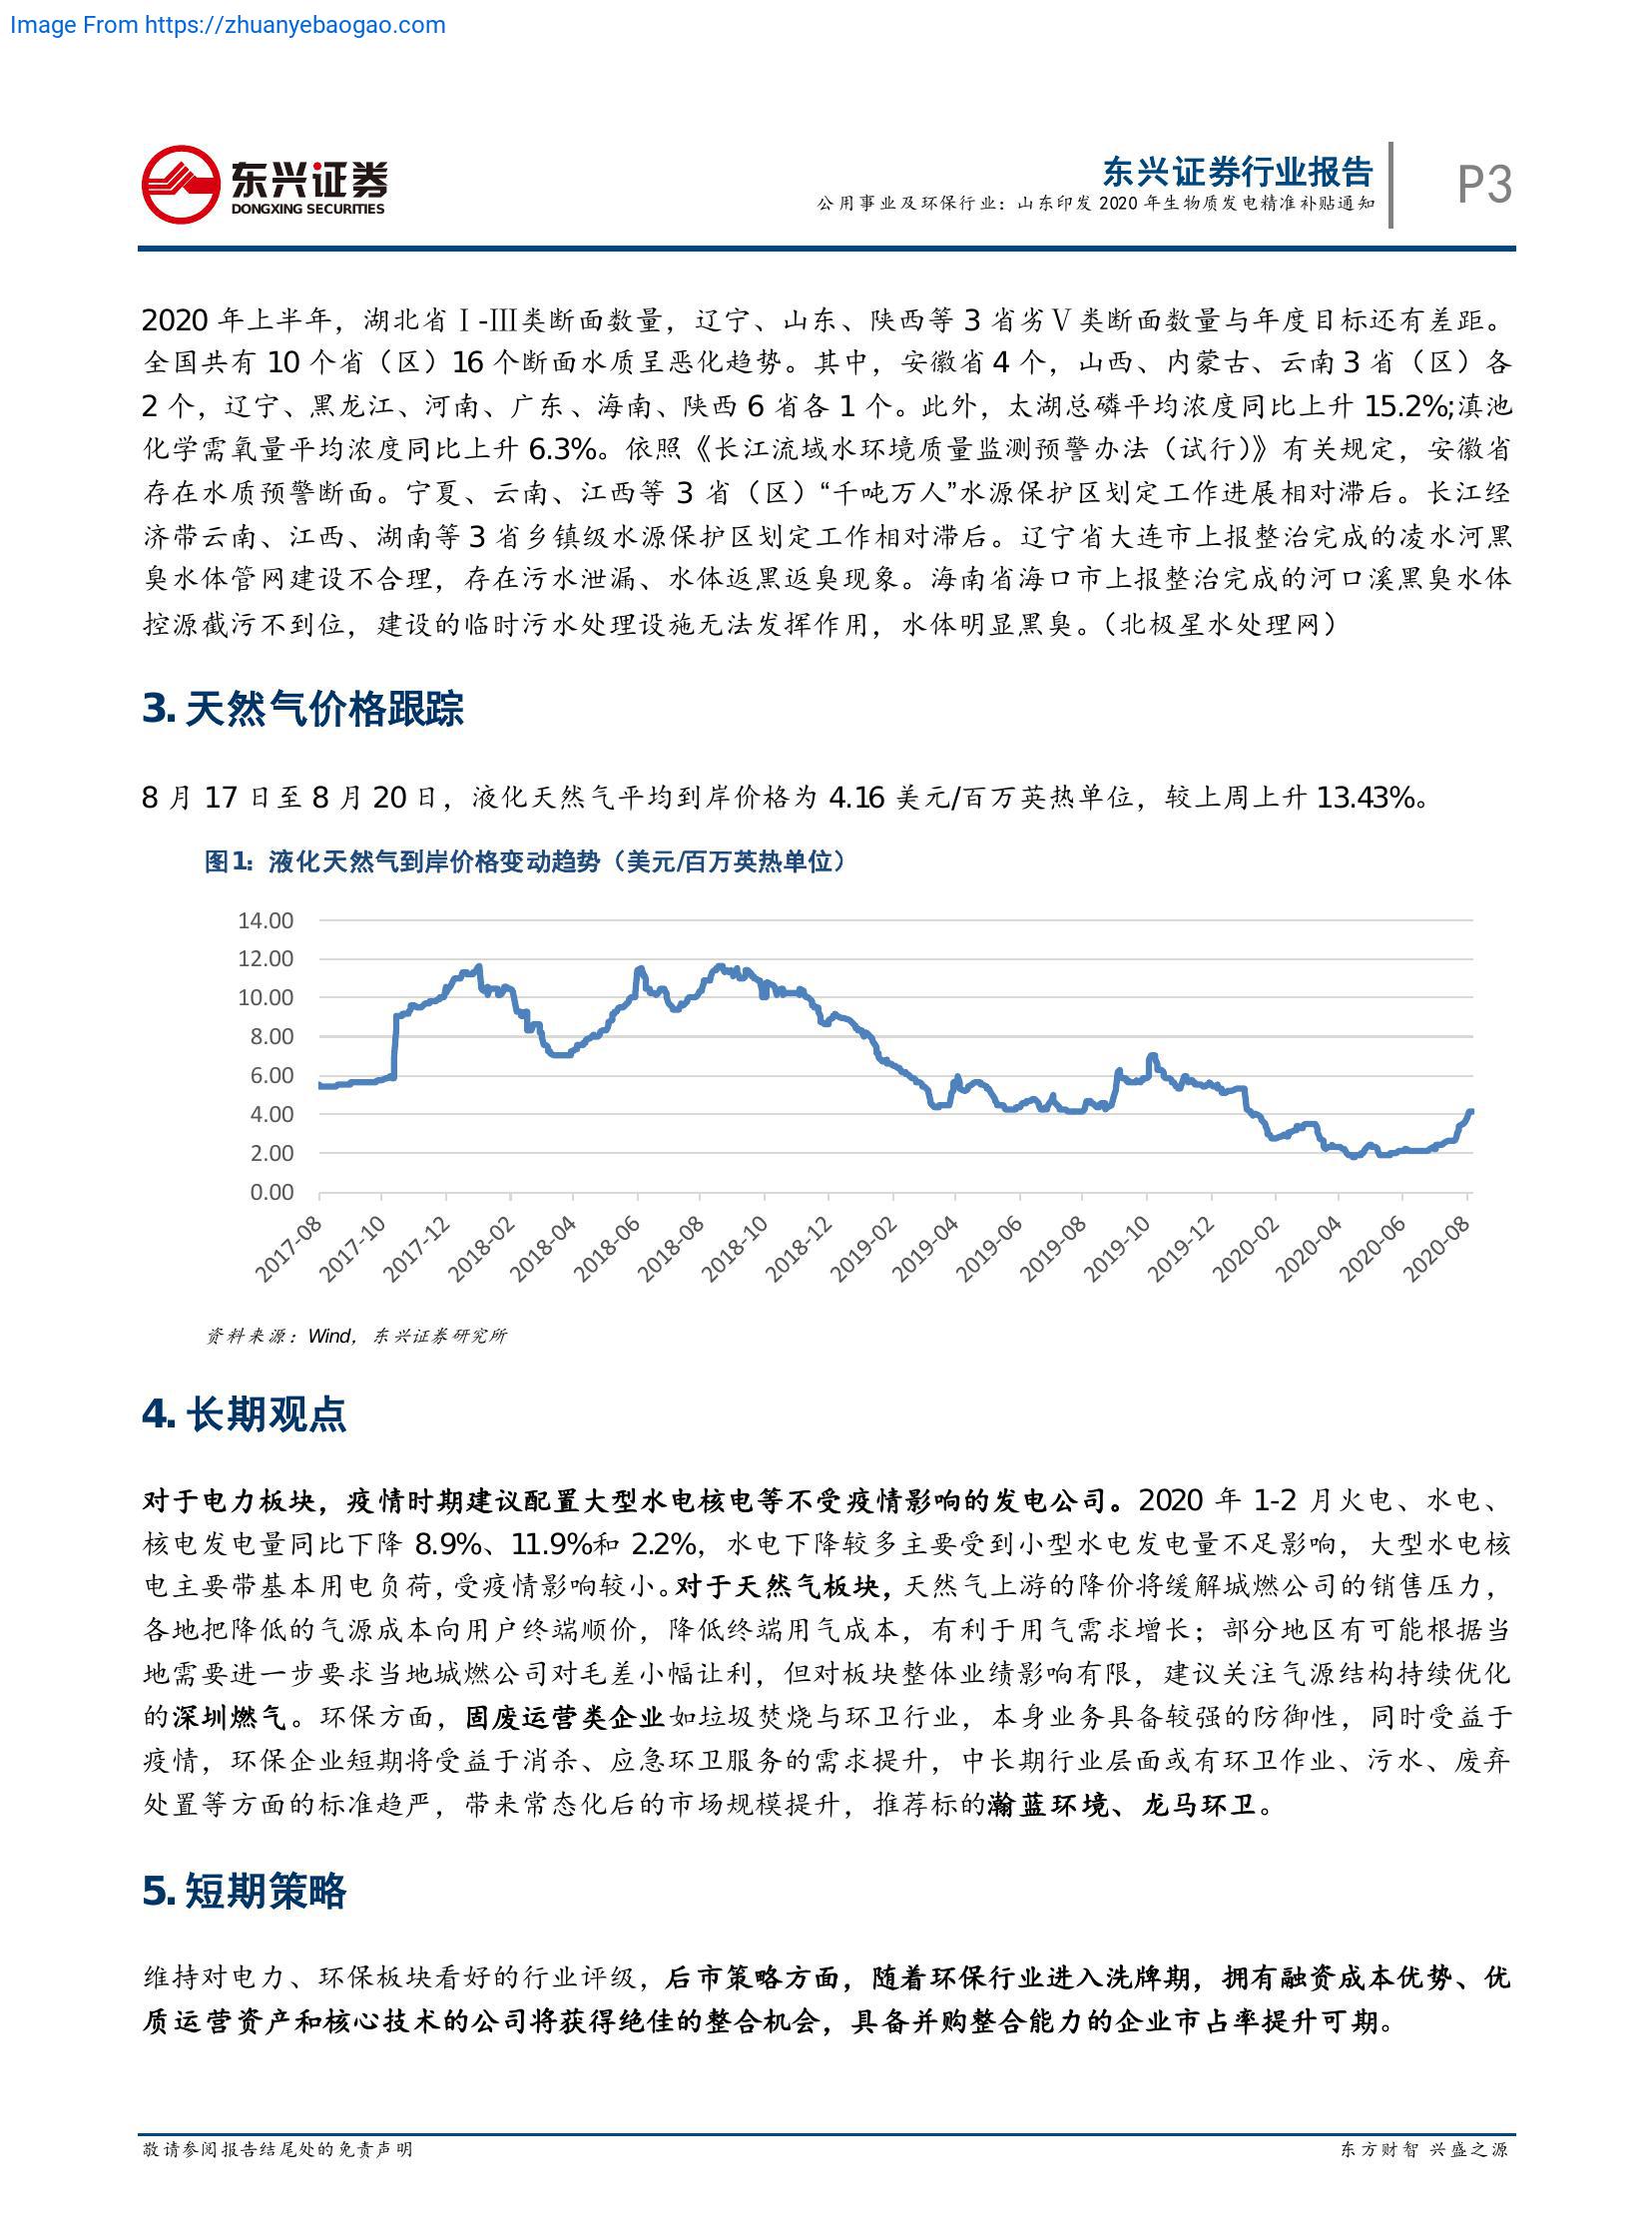 Image From https://zhuanyebaogao.com
东兴证券
DONGXING SECURITIES
东兴证券行业报告
公用事业及环保行业：山东印发 2020 年生物质发电精准补贴通知
P3
2020 年上半年，湖北省Ⅰ-Ⅲ类断面数量，辽宁、山东、陕西等 3 省劣Ⅴ类断面数量与年度目标还有差距。
全国共有 10 个省（区）16 个断面水质呈恶化趋势。其中，安徽省 4 个，山西、内蒙古、云南 3 省（区）各
2 个，辽宁、黑龙江、河南、广东、海南、陕西 6 省各 1 个。此外，太湖总磷平均浓度同比上升 15.2%;滇池
化学需氧量平均浓度同比上升 6.3%。依照《长江流域水环境质量监测预警办法（试行）》有关规定，安徽省
存在水质预警断面。宁夏、云南、江西等 3 省（区）“千吨万人”水源保护区划定工作进展相对滞后。长江经
济带云南、江西、湖南等 3 省乡镇级水源保护区划定工作相对滞后。辽宁省大连市上报整治完成的凌水河黑
臭水体管网建设不合理，存在污水泄漏、水体返黑返臭现象。海南省海口市上报整治完成的河口溪黑臭水体
控源截污不到位，建设的临时污水处理设施无法发挥作用，水体明显黑臭。（北极星水处理网）
3. 天然气价格跟踪
8 月 17 日至 8 月 20 日，液化天然气平均到岸价格为 4.16 美元/百万英热单位，较上周上升 13.43%。
图1：液化天然气到岸价格变动趋势（美元/百万英热单位）
14.00
12.00
10.00
8.00
6.00
4.00
2.00
0.00
2017-08 2017-10 2017-12 2018-02 2018-04 2018-06 2018-08 2018-10 2018-12 2019-02 2019-04 2019-06 2019-08 2019-10 2019-12 2020-02 2020-04 2020-06 2020-08
资料来源：Wind，东兴证券研究所
4. 长期观点
对于电力板块，疫情时期建议配置大型水电核电等不受疫情影响的发电公司。2020 年 1-2 月火电、水电、
核电发电量同比下降 8.9%、11.9%和 2.2%，水电下降较多主要受到小型水电发电量不足影响，大型水电核
电主要带基本用电负荷，受疫情影响较小。对于天然气板块，天然气上游的降价将缓解城燃公司的销售压力，
各地把降低的气源成本向用户终端顺价，降低终端用气成本，有利于用气需求增长；部分地区有可能根据当
地需要进一步要求当地城燃公司对毛差小幅让利，但对板块整体业绩影响有限，建议关注气源结构持续优化
的深圳燃气。环保方面，固废运营类企业如垃圾焚烧与环卫行业，本身业务具备较强的防御性，同时受益于
疫情，环保企业短期将受益于消杀、应急环卫服务的需求提升，中长期行业层面或有环卫作业、污水、废弃
处置等方面的标准趋严，带来常态化后的市场规模提升，推荐标的瀚蓝环境、龙马环卫。
5. 短期策略
维持对电力、环保板块看好的行业评级，后市策略方面，随着环保行业进入洗牌期，拥有融资成本优势、优
质运营资产和核心技术的公司将获得绝佳的整合机会，具备并购整合能力的企业市占率提升可期。
敬请参阅报告结尾处的免责声明
东方财智 兴盛之源